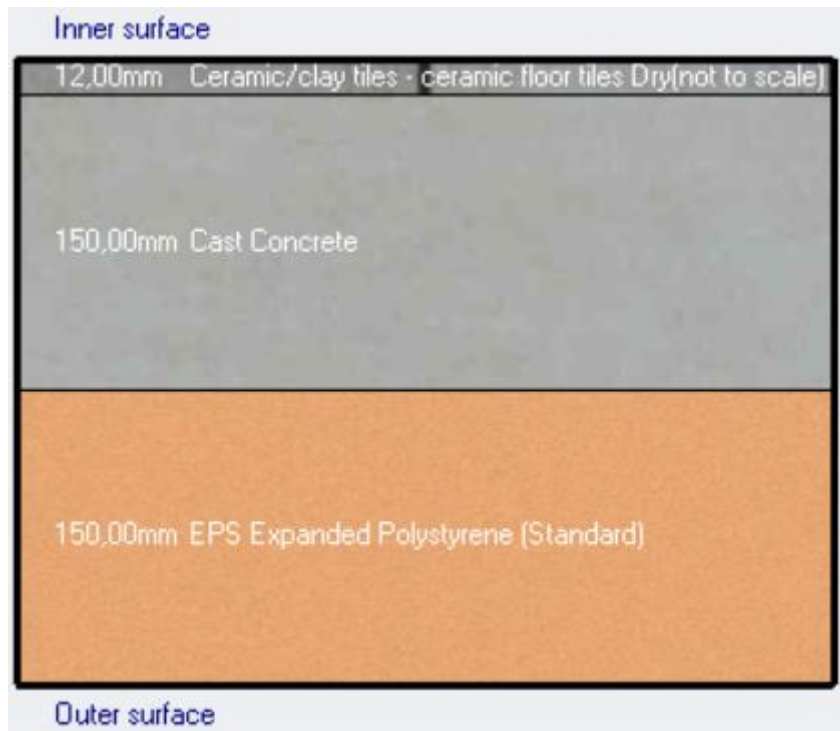 Inner surface
12,00mm Ceramic/clay tiles - ceramic floor tiles Dry(not to scale)
150,00mm Cast Concrete
150,00mm EPS Expanded Polystyrene (Standard)
Outer surface